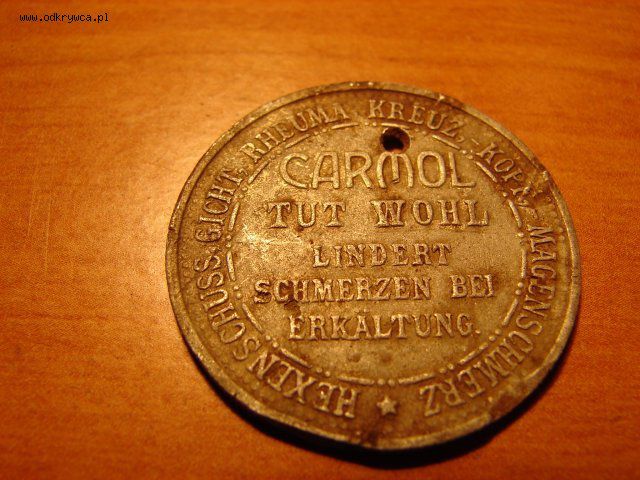 www.odkrywca.pl
HEXENSCHUSS. GICHT, RHEUMA, KREUZ-, KOPF-, MAGENSCHMERZ
CARMOL
TUT WOHL
LINDERT
SCHMERZEN BEI
ERKÄLTUNG.